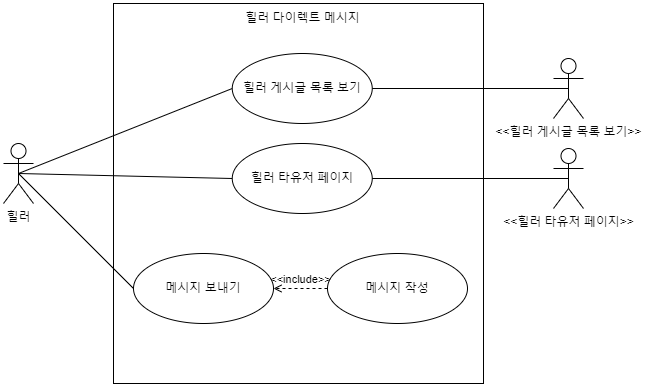 힐러 다이렉트 메시지
힐러 게시글 목록 보기
<<힐러 게시글 목록 보기>>
힐러 타유저 페이지
<<힐러 타유저 페이지>>
힐러
메시지 보내기
<<include>>
메시지 작성